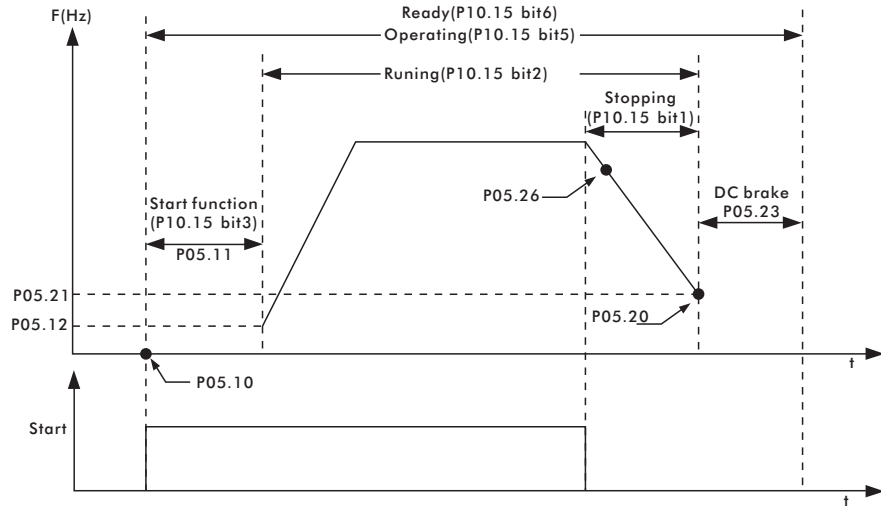 F(Hz)
Ready(P10.15 bit6)
Operating(P10.15 bit5)
Runing(P10.15 bit2)
Stopping
(P10.15 bit1)
P05.26
DC brake
P05.23
Start function
(P10.15 bit3)
P05.11
P05.21
P05.12
P05.20
t
P05.10
Start
t